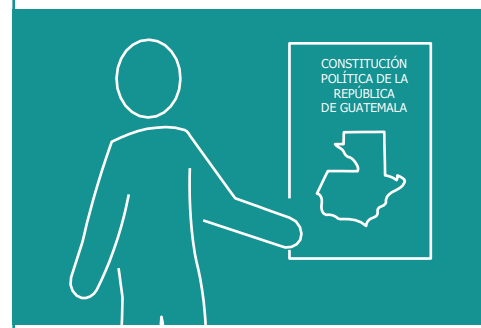 CONSTITUCIÓN
POLÍTICA DE LA
REPÚBLICA
DE GUATEMALA